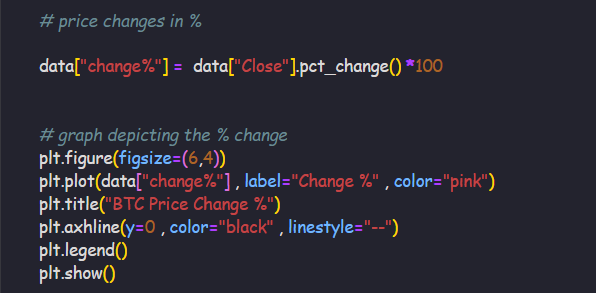 # price changes in %
data["change%"] = data["Close"].pct_change() *100
# graph depicting the % change
plt.figure(figsize=(6,4))
plt.plot(data["change%"] , label="Change %" , color="pink")
plt.title("BTC Price Change %")
plt.axhline(y=0 , color="black" , linestyle="--")
plt.legend()
plt.show()